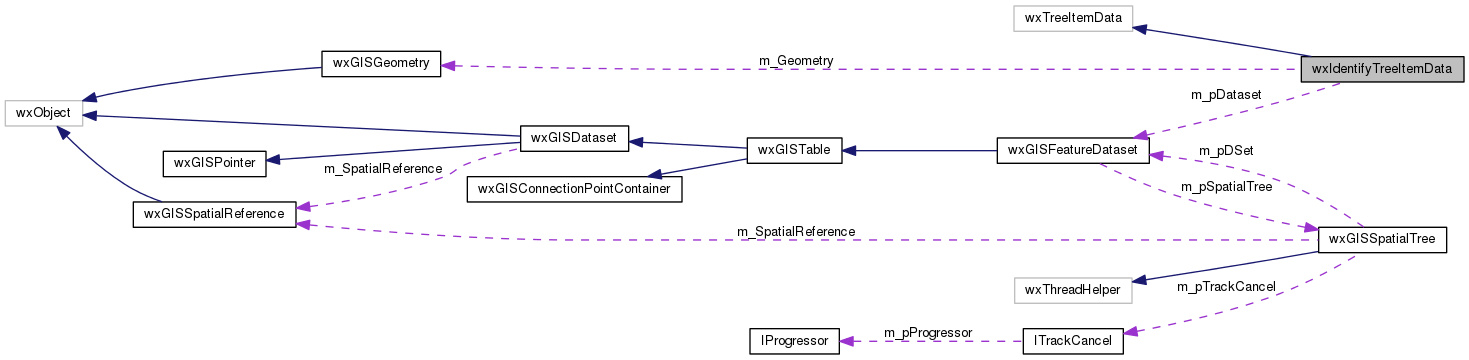 wxTreeItemData
wxGISGeometry
m_Geometry
wxIdentifyTreeItemData
m_pDataset
wxObject
wxGISDataset
wxGISPointer
wxGISTable
wxGISFeatureDataset
m_pDSet
m_SpatialReference
wxGISConnectionPointContainer
m_pSpatialTree
wxGISSpatialReference
m_SpatialReference
wxGISSpatialTree
wxThreadHelper
m_pTrackCancel
IProgressor
m_pProgressor
ITrackCancel